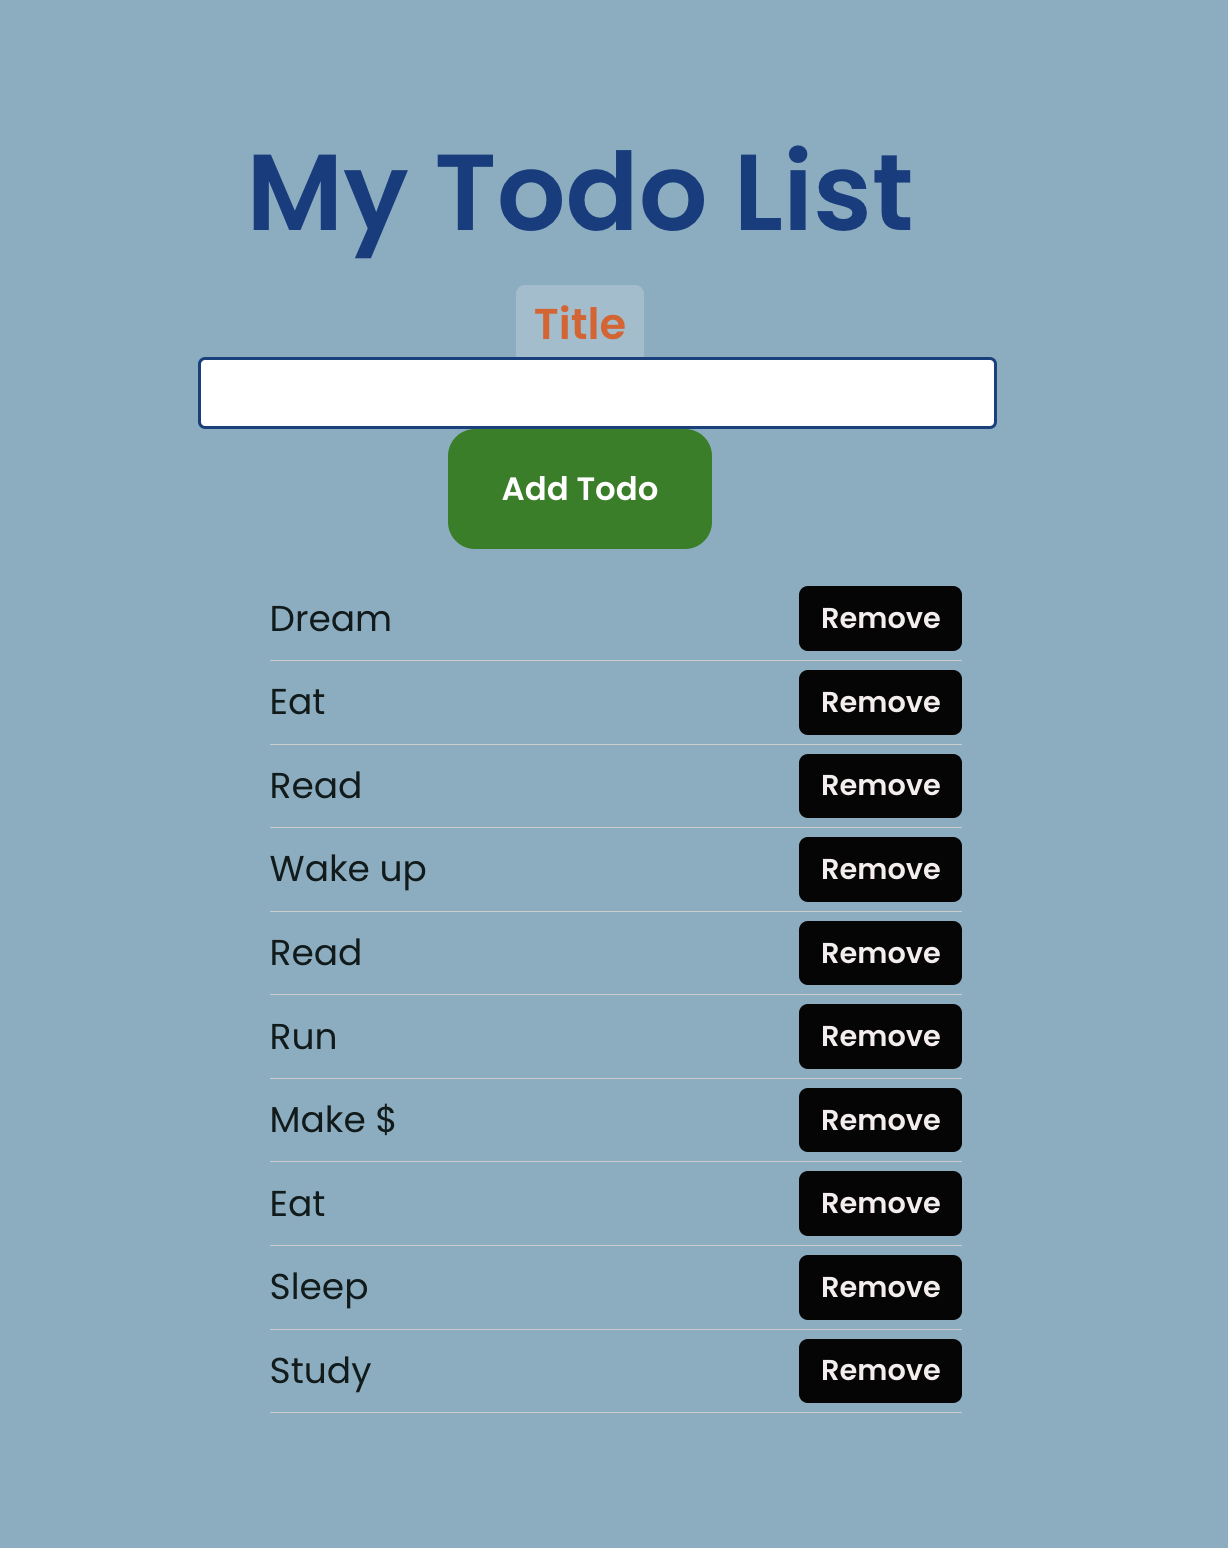 My Todo List
Title
Add Todo
Dream Remove
Eat Remove
Read Remove
Wake up Remove
Read Remove
Run Remove
Make $ Remove
Eat Remove
Sleep Remove
Study Remove